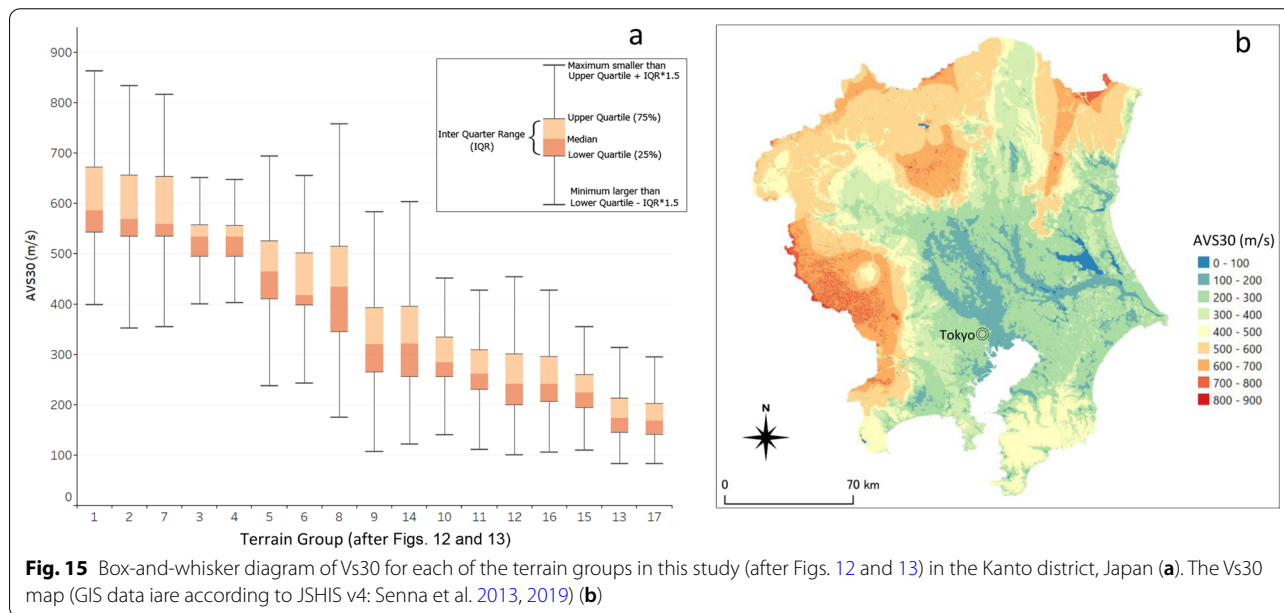 a
900
800
700
600
500
400
300
200
100
0
AVS30 (m/s)
Maximum smaller than
Upper Quartile + IQR*1.5
Upper Quartile (75%)
Inter Quarter Range
(IQR)
Median
Lower Quartile (25%)
Minimum larger than
Lower Quartile - IQR*1.5
1 2 7 3 4 5 6 8 9 14 10 11 12 16 15 13 17
Terrain Group (after Figs. 12 and 13)
b
Tokyo
AVS30 (m/s)
0 - 100
100 - 200
200 - 300
300 - 400
400 - 500
500 - 600
600 - 700
700 - 800
800 - 900
N
0 70 km
Fig. 15 Box-and-whisker diagram of Vs30 for each of the terrain groups in this study (after Figs. 12 and 13) in the Kanto district, Japan (a). The Vs30
map (GIS data iare according to JSHIS v4: Senna et al. 2013, 2019) (b)